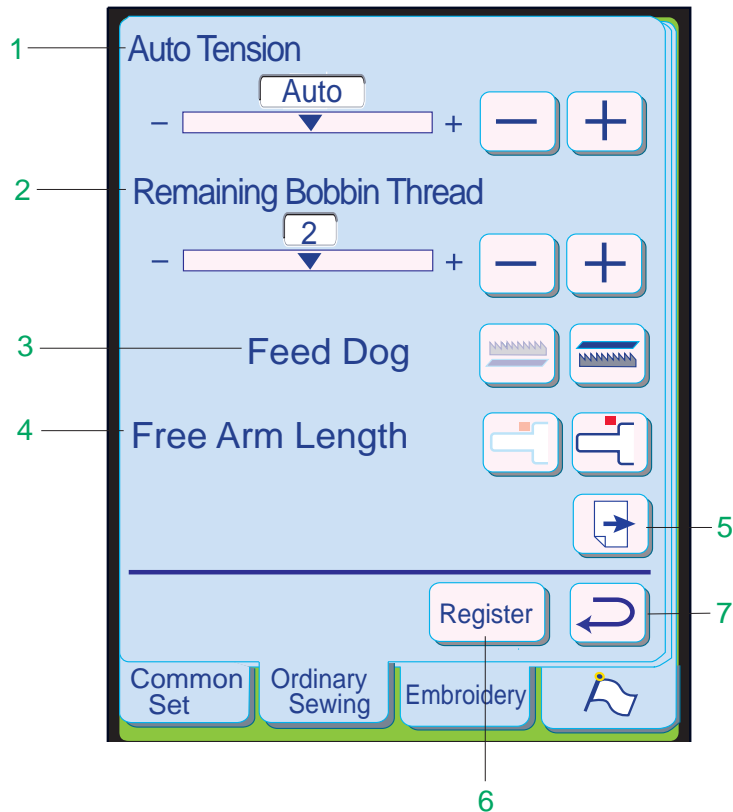 1 Auto Tension
Auto
− +
2 Remaining Bobbin Thread
2
− +
3 Feed Dog
4 Free Arm Length
5
Register
7
Common Set
Ordinary Sewing
Embroidery
6